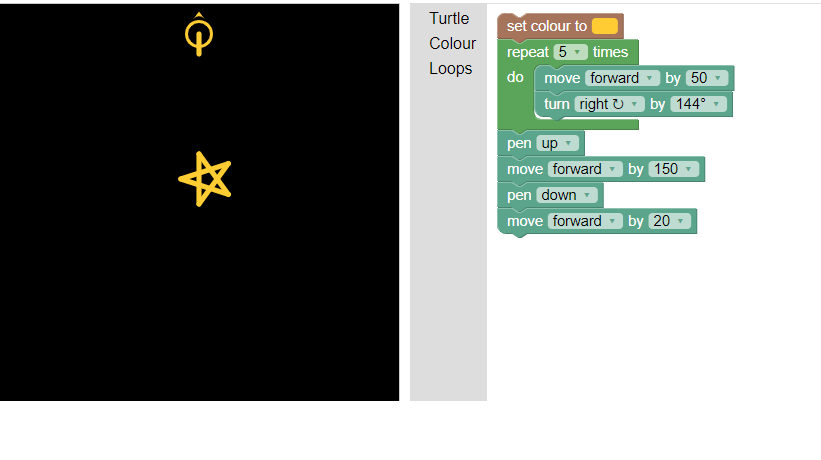 Turtle
Colour
Loops
set colour to
repeat 5 ▾ times
do
move forward ▾ by 50 ▾
turn right ↻ ▾ by 144° ▾
pen up ▾
move forward ▾ by 150 ▾
pen down ▾
move forward ▾ by 20 ▾